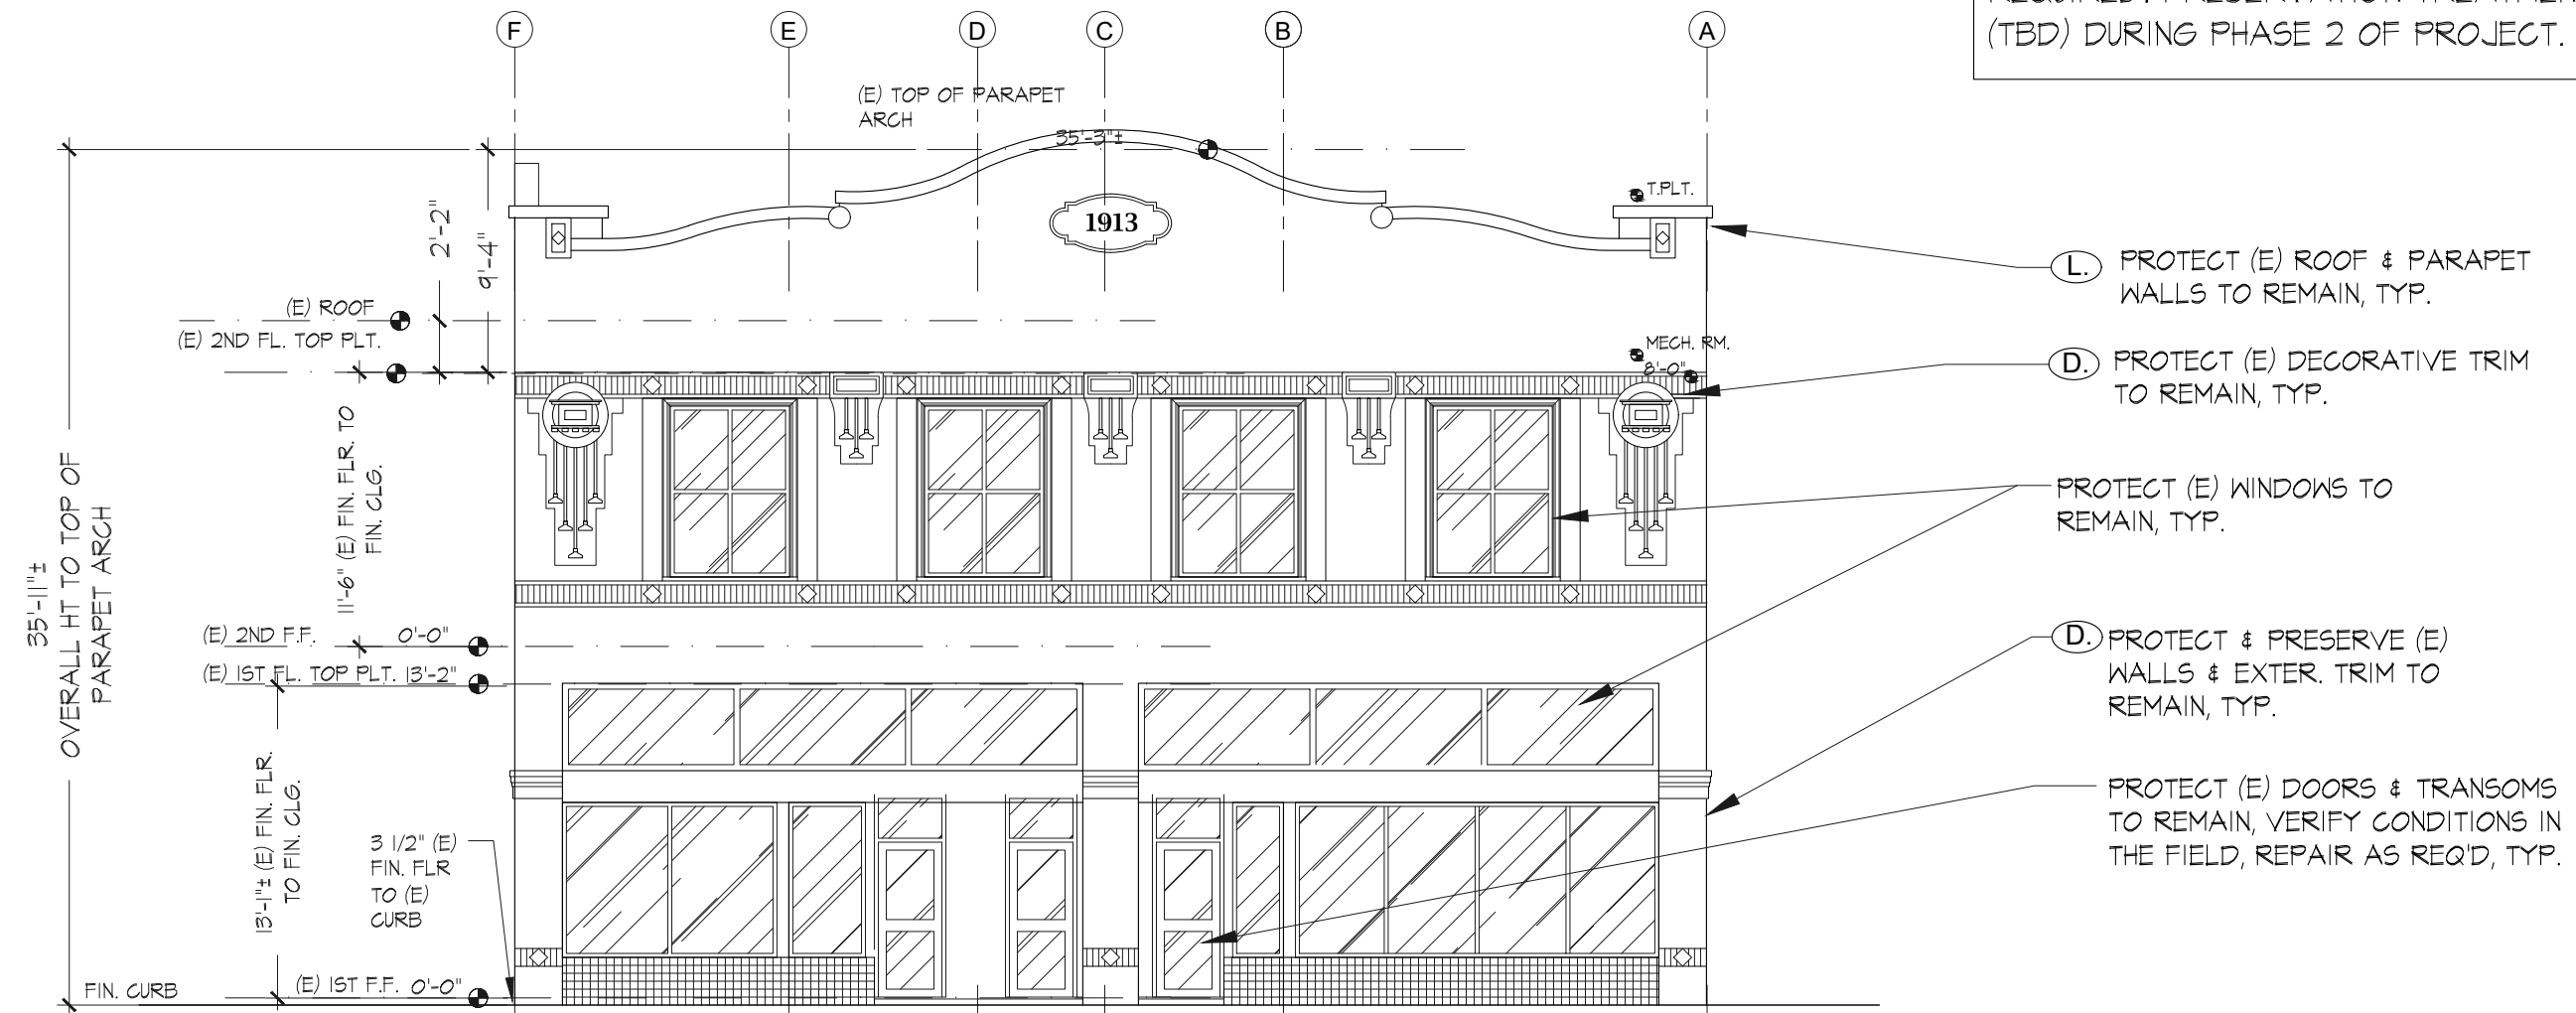 F
E
D
C
B
A
(TBD) DURING PHASE 2 OF PROJECT.
(E) TOP OF PARAPET
ARCH
35'-3"±
1913
T.PLT.
2'-2"
9'-4"
(E) ROOF
(E) 2ND FL. TOP PLT.
MECH. RM.
8'-0"
L. PROTECT (E) ROOF & PARAPET
WALLS TO REMAIN, TYP.
D. PROTECT (E) DECORATIVE TRIM
TO REMAIN, TYP.
PROTECT (E) WINDOWS TO
REMAIN, TYP.
D. PROTECT & PRESERVE (E)
WALLS & EXTER. TRIM TO
REMAIN, TYP.
PROTECT (E) DOORS & TRANSOMS
TO REMAIN, VERIFY CONDITIONS IN
THE FIELD, REPAIR AS REQ'D, TYP.
35'-11"±
OVERALL HT TO TOP OF
PARAPET ARCH
11'-6" (E) FIN. FLR. TO
FIN. CLG.
(E) 2ND F.F. 0'-0"
(E) 1ST FL. TOP PLT. 13'-2"
13'-1"± (E) FIN. FLR.
TO FIN. CLG.
3 1/2" (E)
FIN. FLR
TO (E)
CURB
(E) 1ST F.F. 0'-0"
FIN. CURB